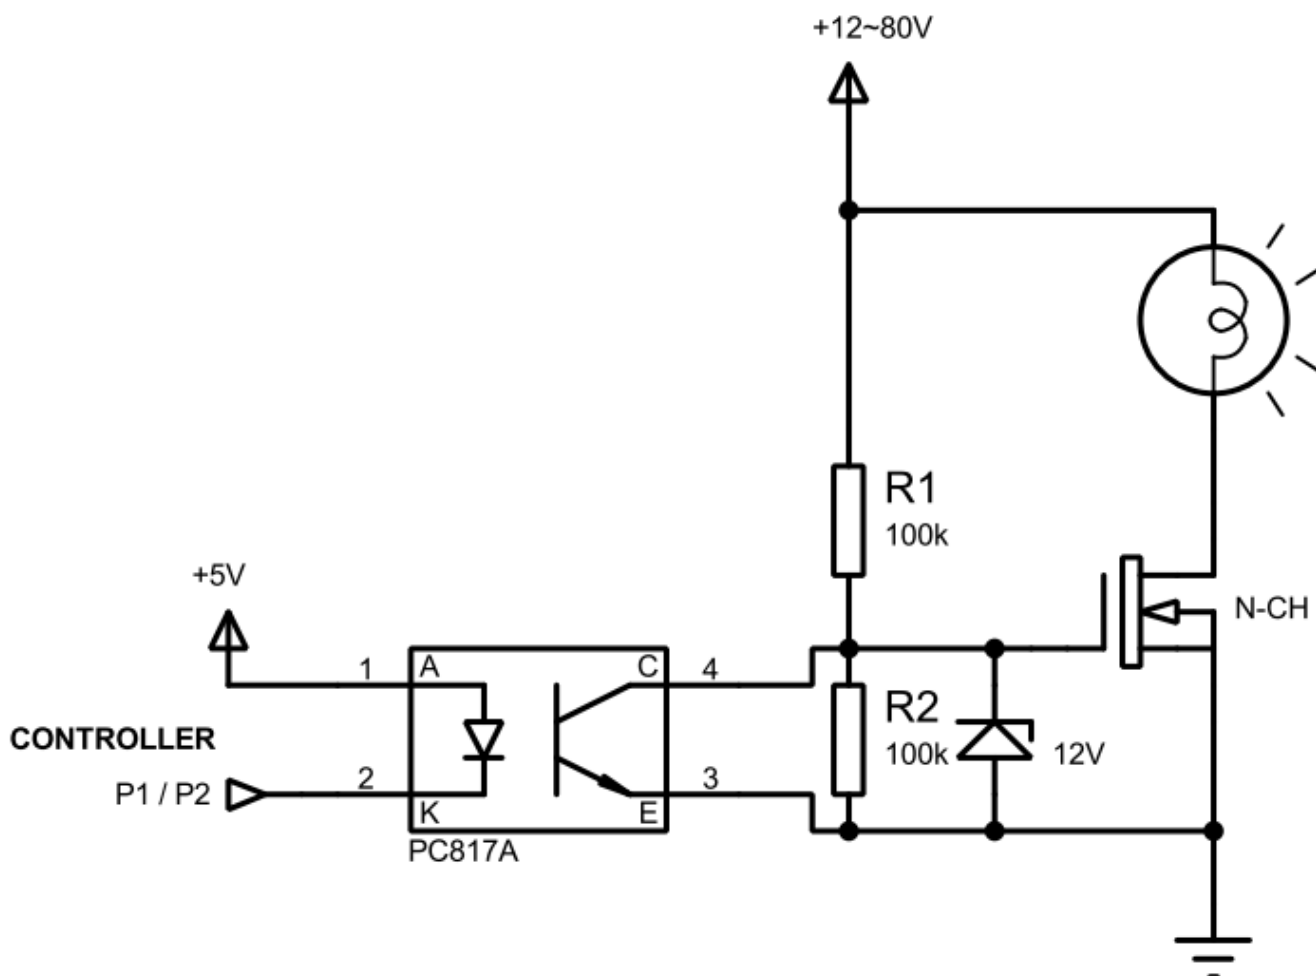 +12~80V
R1
100k
+5V
N-CH
1
A
C
4
R2
100k
12V
CONTROLLER
P1 / P2
2
K
E
3
PC817A